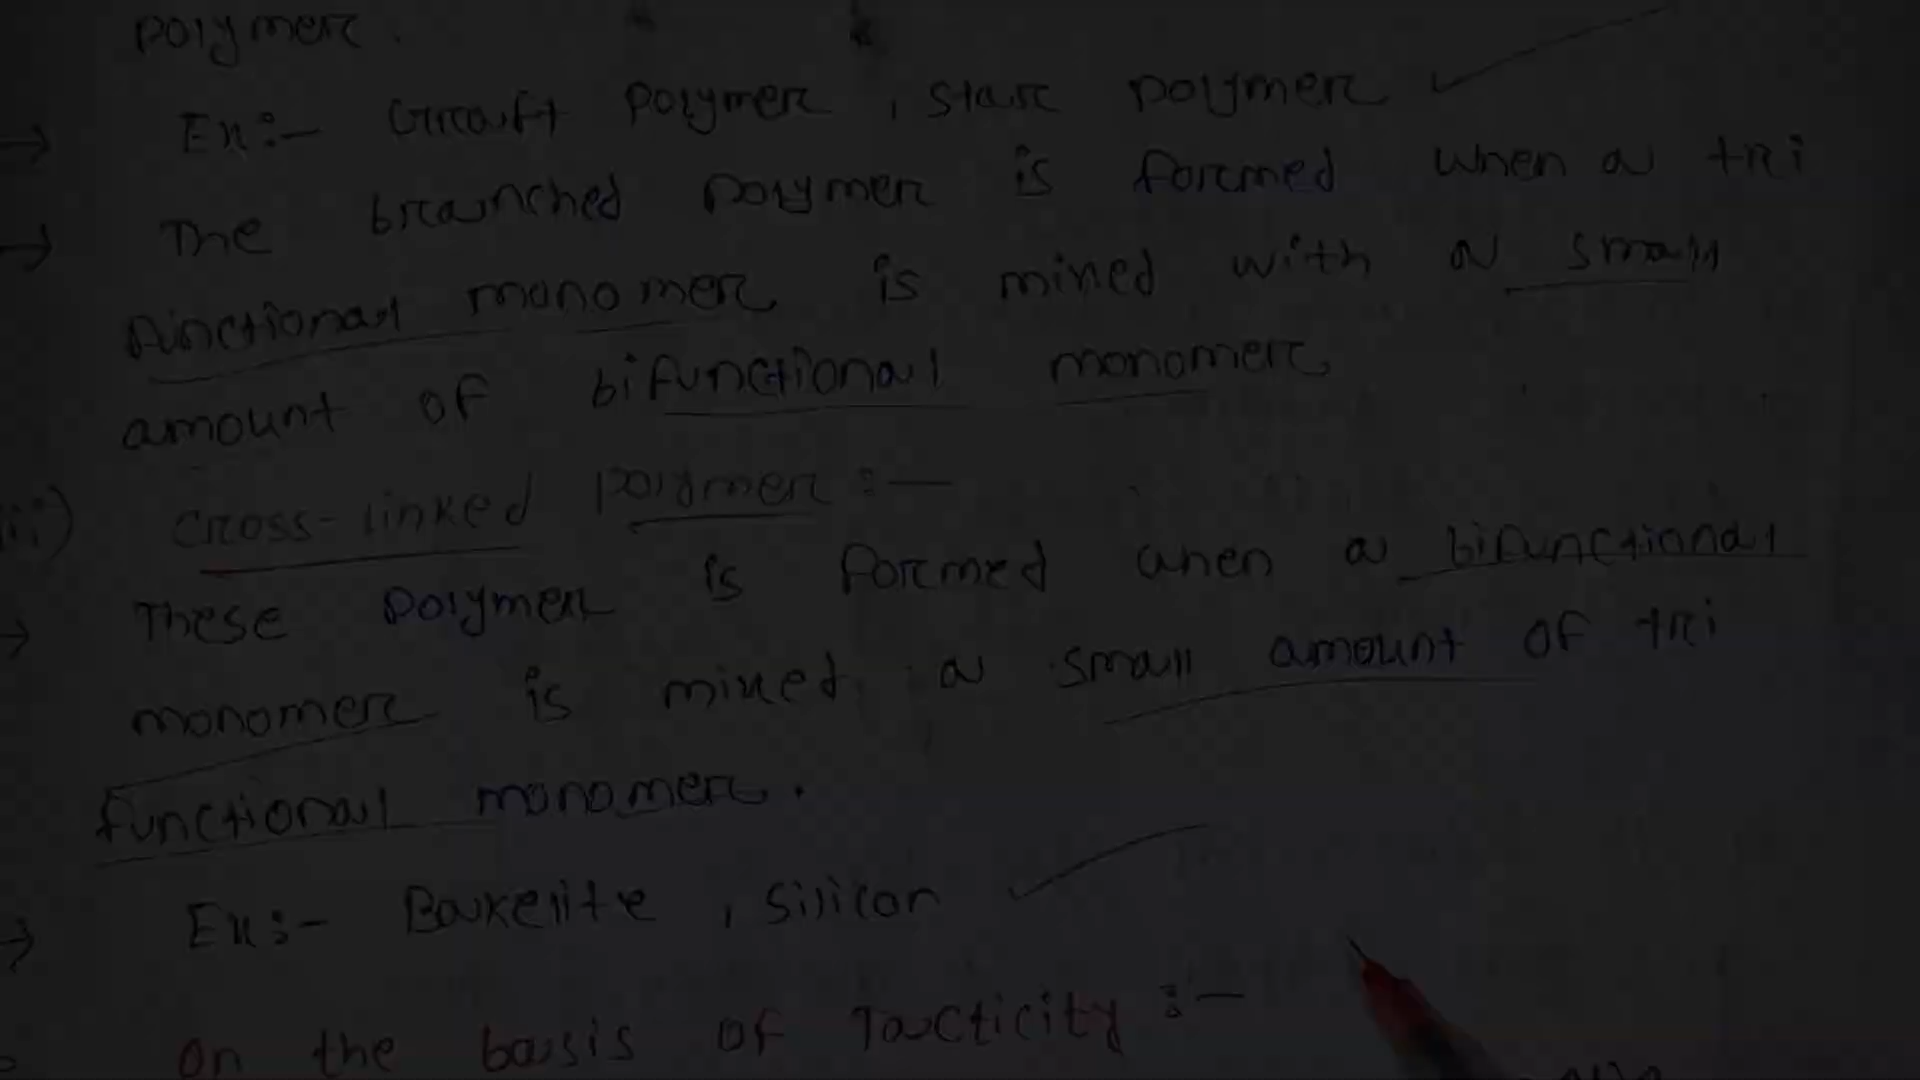 polymer.
→ Ex:- Graft polymer, star polymer ✓
→ The branched polymer is formed when a tri
functional monomer is mixed with a small
amount of bifunctional monomer
ii) Cross-linked polymer :-
→ These polymer is formed when a bifunctional
monomer is mixed a small amount of tri
functional monomer.
→ Ex:- Bakelite, silicon ✓
On the basis of Tacticity :-